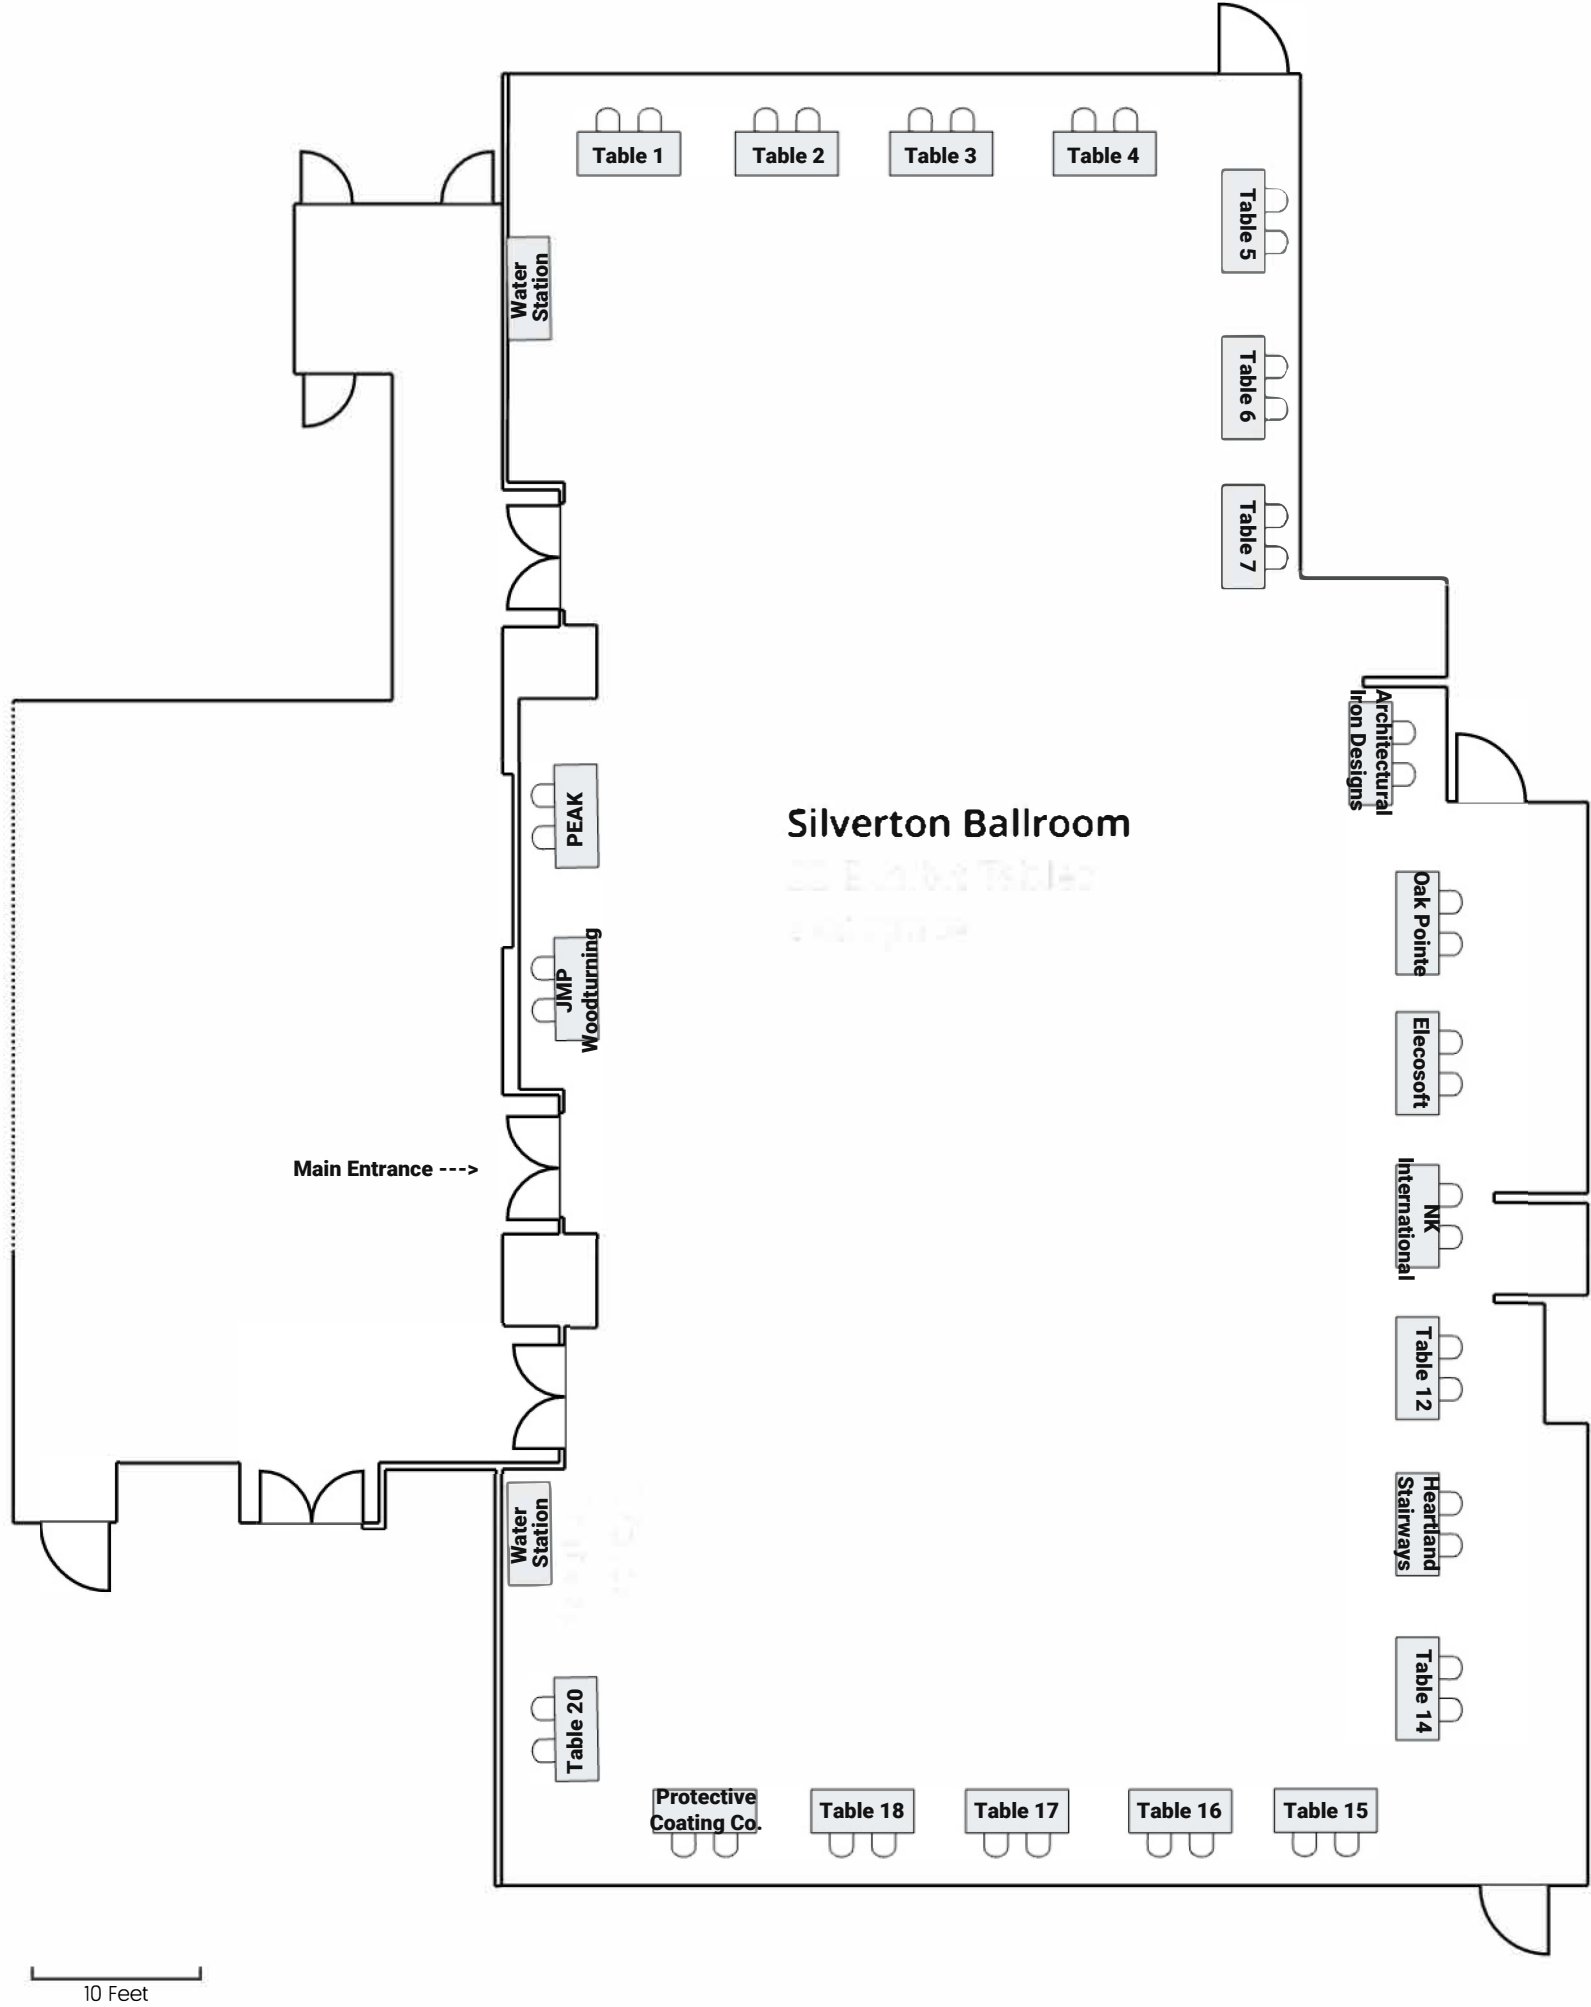 Table 1
Table 2
Table 3
Table 4
Table 5
Water
Station
Table 6
Table 7
Architectural
Iron Designs
PEAK
Silverton Ballroom
Oak Pointe
JMP
Woodturning
Elecosoft
Main Entrance --->
NK
International
Table 12
Heartland
Stairways
Water
Station
Table 14
Table 20
Protective
Coating Co.
Table 18
Table 17
Table 16
Table 15
10 Feet